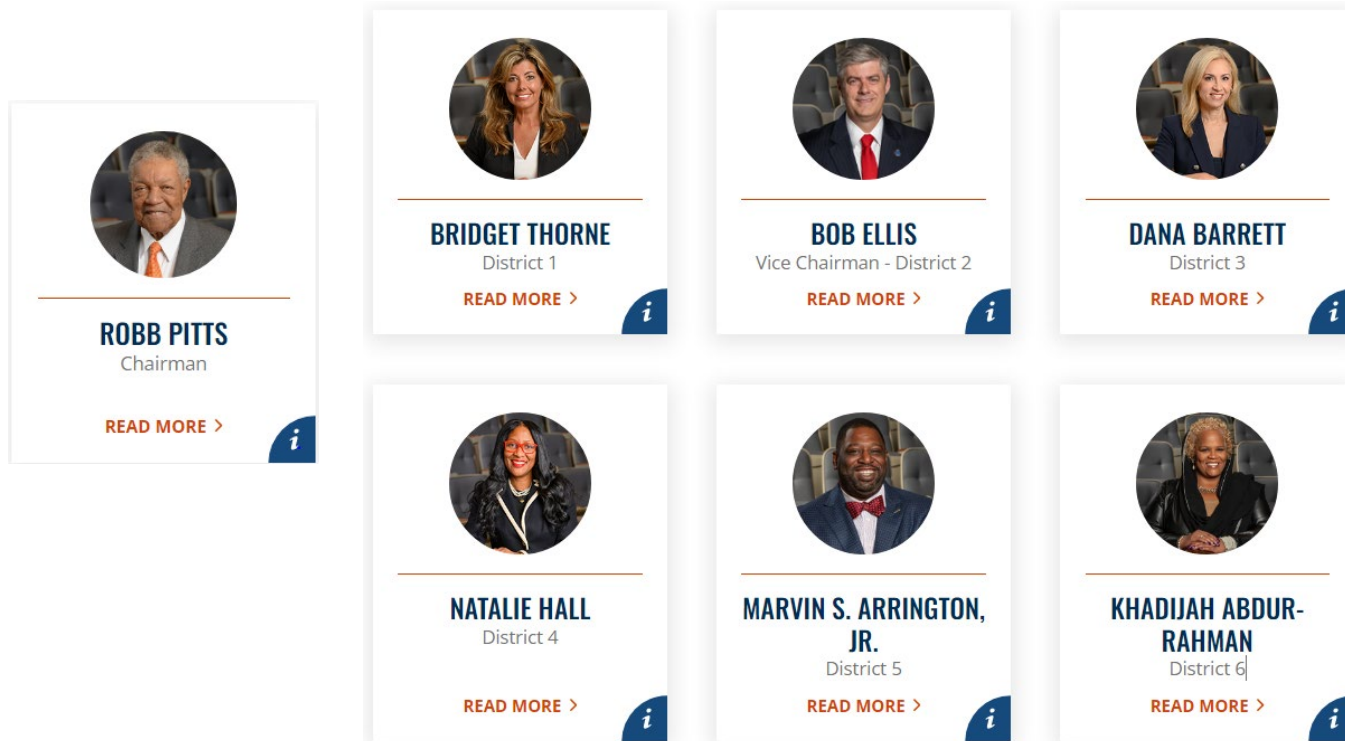 ROBB PITTS
Chairman
READ MORE >
i
BRIDGET THORNE
District 1
READ MORE >
i
BOB ELLIS
Vice Chairman - District 2
READ MORE >
i
DANA BARRETT
District 3
READ MORE >
i
NATALIE HALL
District 4
READ MORE >
i
MARVIN S. ARRINGTON,
JR.
District 5
READ MORE >
i
KHADIJAH ABDUR-
RAHMAN
District 6
READ MORE >
i